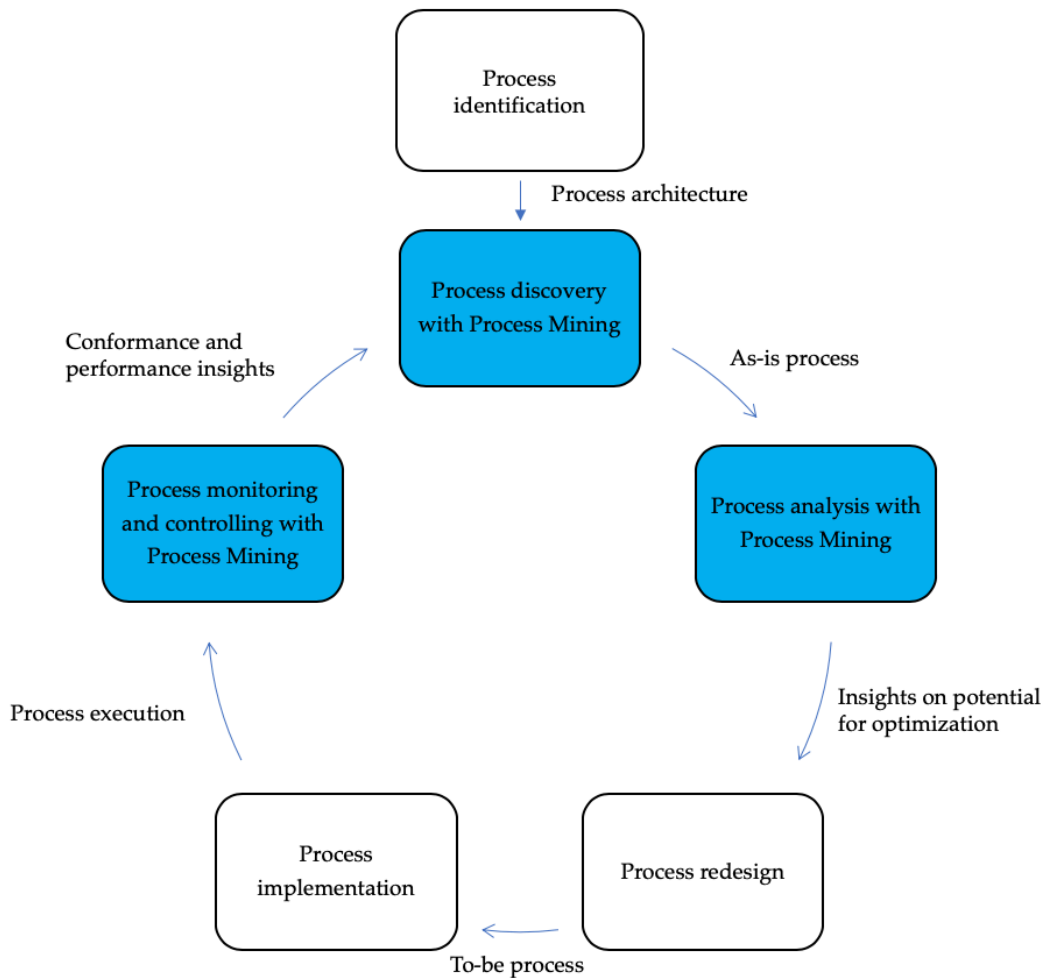 Process
identification
Process architecture
Process discovery
with Process Mining
Conformance and
performance insights
As-is process
Process monitoring
and controlling with
Process Mining
Process analysis with
Process Mining
Process execution
Insights on potential
for optimization
Process
implementation
Process redesign
To-be process